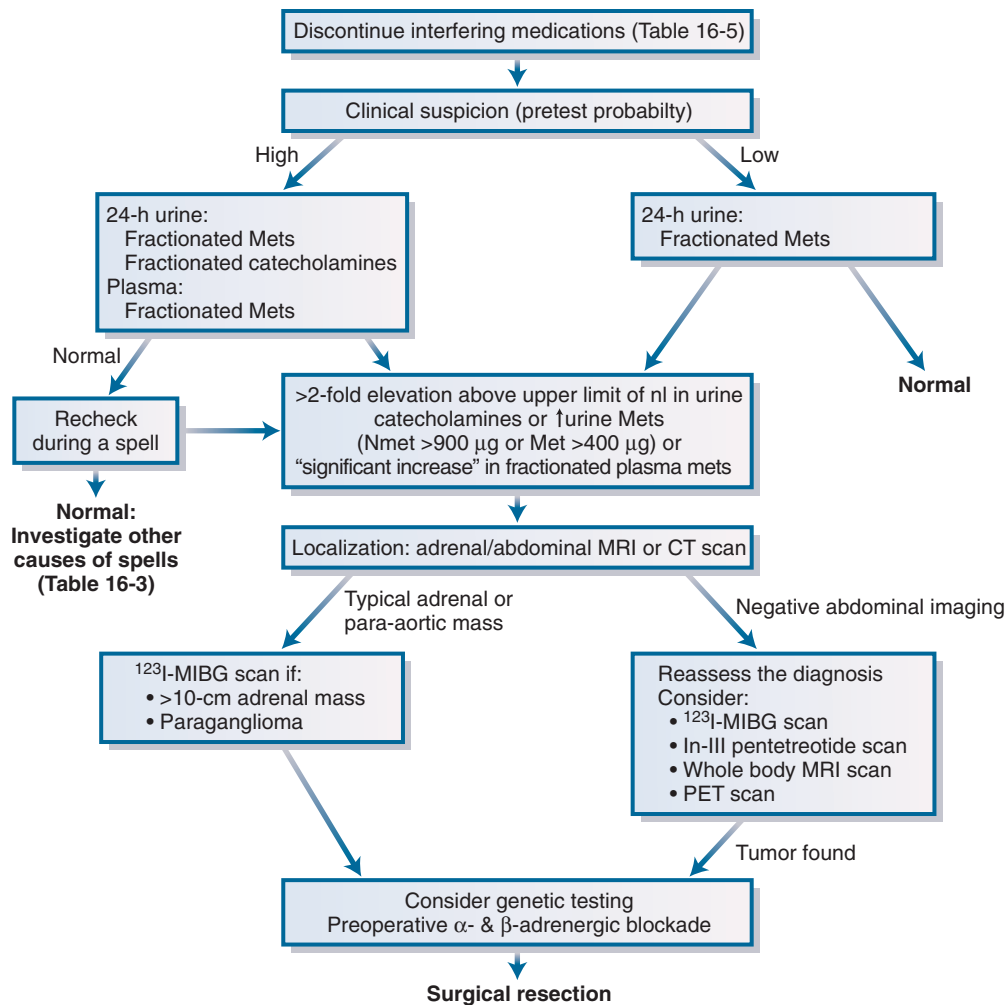 Discontinue interfering medications (Table 16-5)
Clinical suspicion (pretest probabilty)
High
Low
24-h urine:
Fractionated Mets
Fractionated catecholamines
Plasma:
Fractionated Mets
24-h urine:
Fractionated Mets
Normal
Normal
Recheck
during a spell
>2-fold elevation above upper limit of nl in urine
catecholamines or ↑urine Mets
(Nmet >900 μg or Met >400 μg) or
“significant increase” in fractionated plasma mets
Normal:
Investigate other
causes of spells
(Table 16-3)
Localization: adrenal/abdominal MRI or CT scan
Typical adrenal or
para-aortic mass
Negative abdominal imaging
¹²³I-MIBG scan if:
• >10-cm adrenal mass
• Paraganglioma
Reassess the diagnosis
Consider:
• ¹²³I-MIBG scan
• In-III pentetreotide scan
• Whole body MRI scan
• PET scan
Tumor found
Consider genetic testing
Preoperative α- & β-adrenergic blockade
Surgical resection